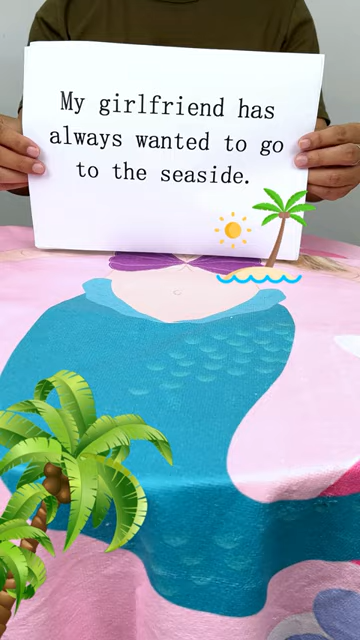 My girlfriend has
always wanted to go
to the seaside.